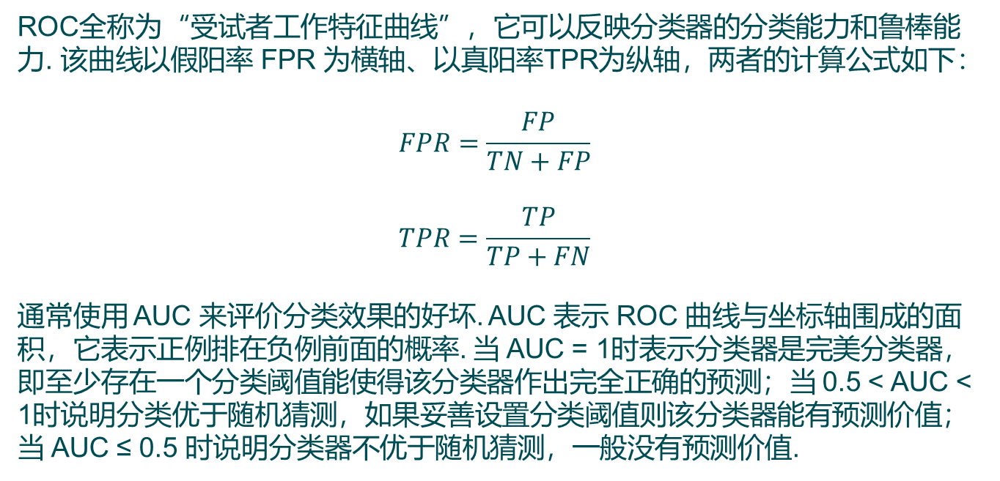 ROC全称为“受试者工作特征曲线”，它可以反映分类器的分类能力和鲁棒能
力. 该曲线以假阳率 FPR 为横轴、以真阳率TPR为纵轴，两者的计算公式如下：
FPR = FP / (TN + FP)
TPR = TP / (TP + FN)
通常使用 AUC 来评价分类效果的好坏. AUC 表示 ROC 曲线与坐标轴围成的面
积，它表示正例排在负例前面的概率. 当 AUC = 1时表示分类器是完美分类器，
即至少存在一个分类阈值能使得该分类器作出完全正确的预测；当 0.5 < AUC <
1时说明分类优于随机猜测，如果妥善设置分类阈值则该分类器能有预测价值；
当 AUC ≤ 0.5 时说明分类器不优于随机猜测，一般没有预测价值.